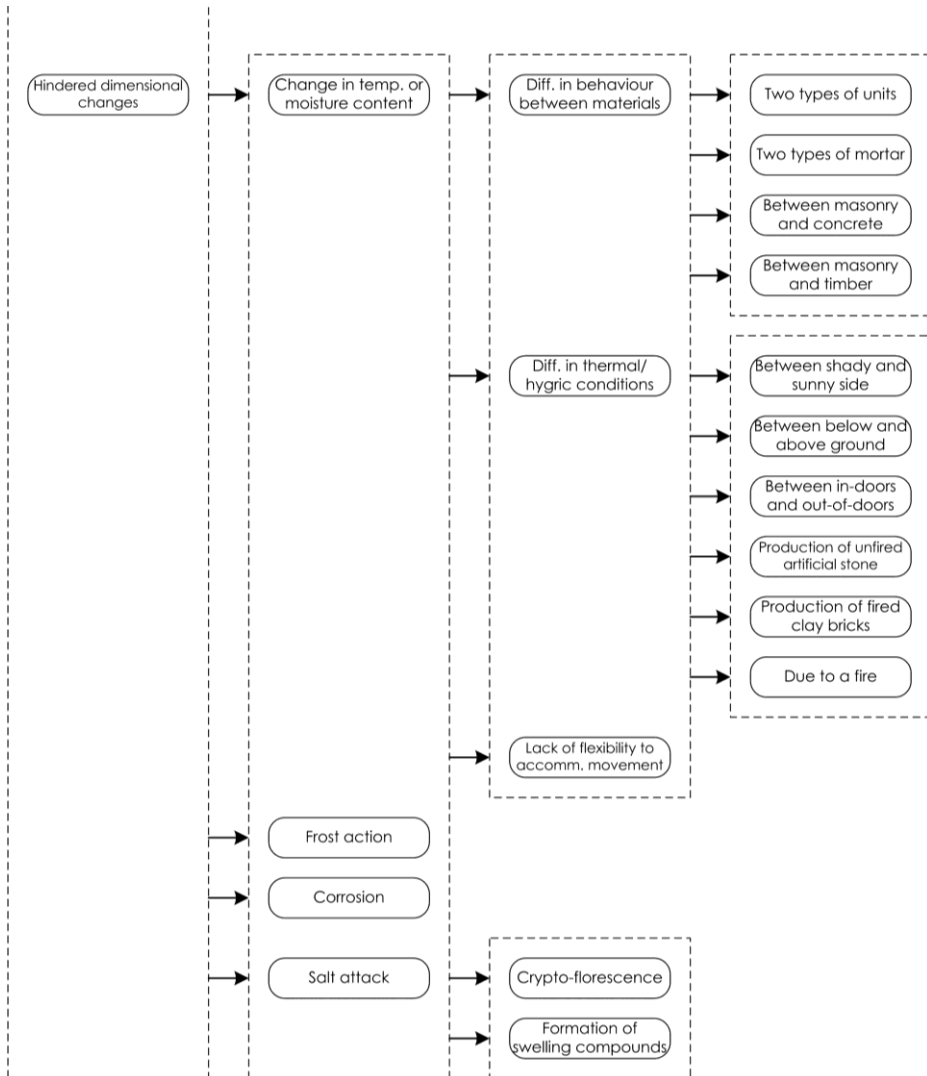 Hindered dimensional
changes
Change in temp. or
moisture content
Diff. in behaviour
between materials
Two types of units
Two types of mortar
Between masonry
and concrete
Between masonry
and timber
Diff. in thermal/
hygric conditions
Between shady and
sunny side
Between below and
above ground
Between in-doors
and out-of-doors
Production of unfired
artificial stone
Production of fired
clay bricks
Due to a fire
Lack of flexibility to
accomm. movement
Frost action
Corrosion
Salt attack
Crypto-florescence
Formation of
swelling compounds